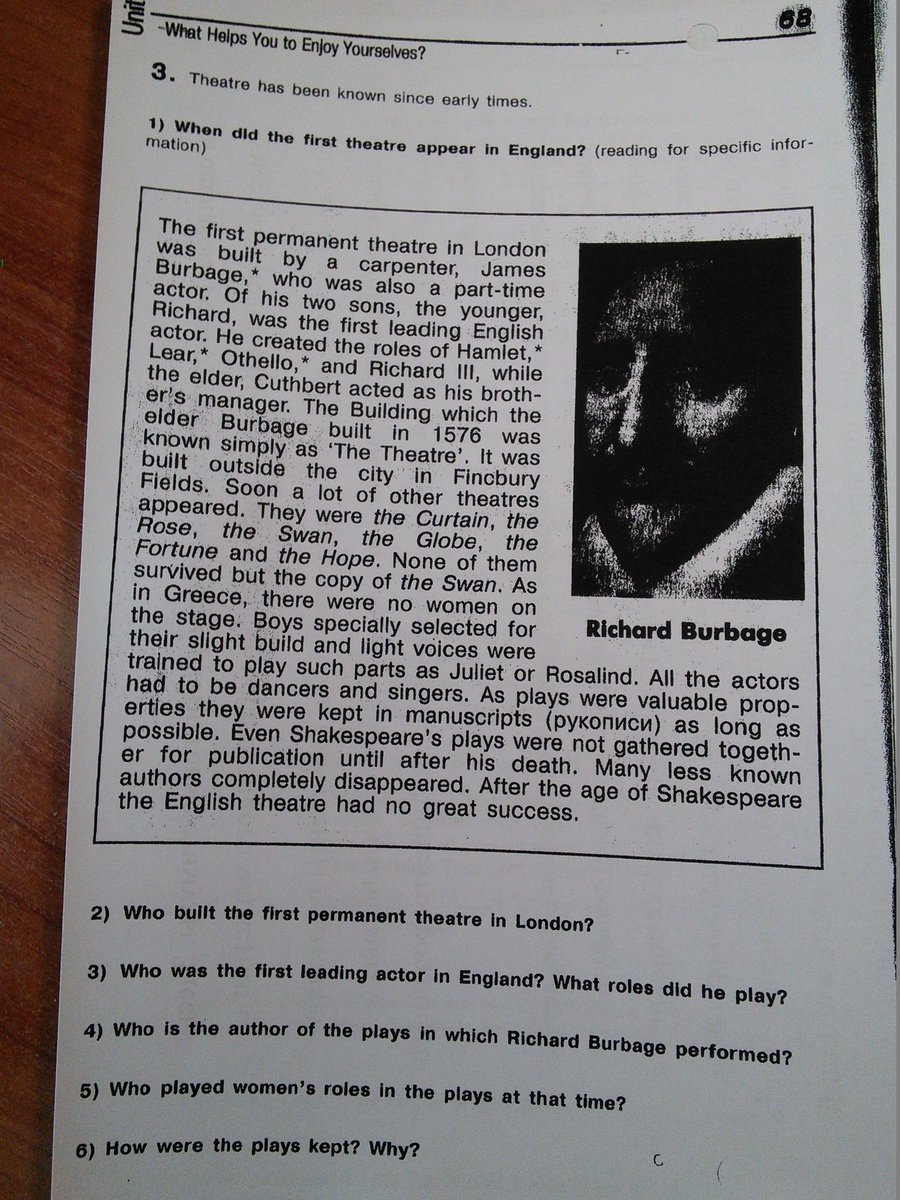 Unit
-What Helps You to Enjoy Yourselves?
68
3. Theatre has been known since early times.
1) When did the first theatre appear in England? (reading for specific infor-
mation)
The first permanent theatre in London
was built by a carpenter, James
Burbage,* who was also a part-time
actor. Of his two sons, the younger,
Richard, was the first leading English
actor. He created the roles of Hamlet,*
Lear,* Othello,* and Richard III, while
the elder, Cuthbert acted as his broth-
er's manager. The Building which the
elder Burbage built in 1576 was
known simply as 'The Theatre'. It was
built outside the city in Fincbury
Fields. Soon a lot of other theatres
appeared. They were the Curtain, the
Rose, the Swan, the Globe, the
Fortune and the Hope. None of them
survived but the copy of the Swan. As
in Greece, there were no women on
the stage. Boys specially selected for
their slight build and light voices were
trained to play such parts as Juliet or Rosalind. All the actors
had to be dancers and singers. As plays were valuable prop-
erties they were kept in manuscripts (рукописи) as long as
possible. Even Shakespeare's plays were not gathered togeth-
er for publication until after his death. Many less known
authors completely disappeared. After the age of Shakespeare
the English theatre had no great success.
Richard Burbage
2) Who built the first permanent theatre in London?
3) Who was the first leading actor in England? What roles did he play?
4) Who is the author of the plays in which Richard Burbage performed?
5) Who played women's roles in the plays at that time?
6) How were the plays kept? Why?